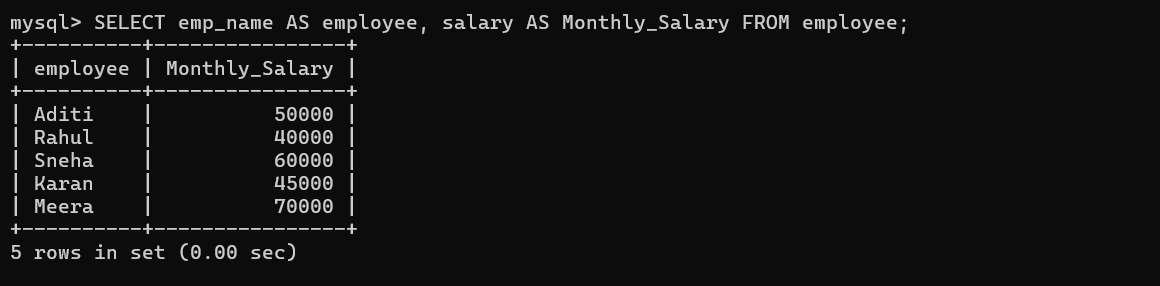 mysql> SELECT emp_name AS employee, salary AS Monthly_Salary FROM employee;
+----------+----------------+
| employee | Monthly_Salary |
+----------+----------------+
| Aditi    |          50000 |
| Rahul    |          40000 |
| Sneha    |          60000 |
| Karan    |          45000 |
| Meera    |          70000 |
+----------+----------------+
5 rows in set (0.00 sec)